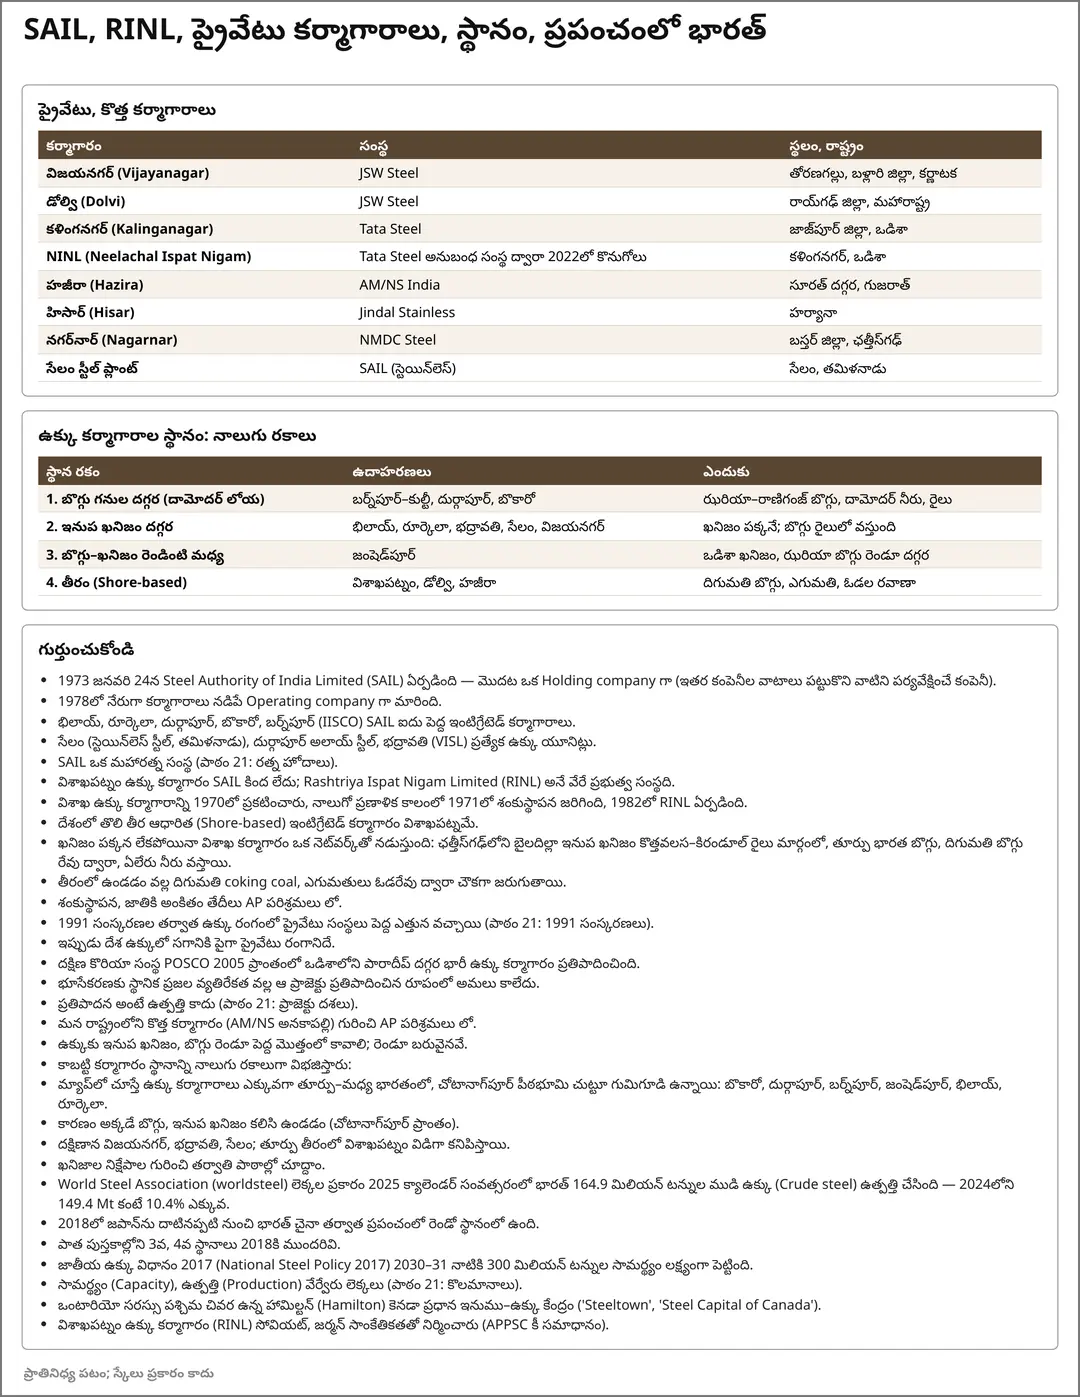 SAIL, RINL, ప్రైవేటు కర్మాగారాలు, స్థానం, ప్రపంచంలో భారత్
ప్రైవేటు, కొత్త కర్మాగారాలు
కర్మాగారం సంస్థ స్థలం, రాష్ట్రం
విజయనగర్ (Vijayanagar) JSW Steel తోరణగల్లు, బళ్లారి జిల్లా, కర్ణాటక
డోల్వి (Dolvi) JSW Steel రాయ్‌గఢ్ జిల్లా, మహారాష్ట్ర
కళింగనగర్ (Kalinganagar) Tata Steel జాజ్‌పూర్ జిల్లా, ఒడిశా
NINL (Neelachal Ispat Nigam) Tata Steel అనుబంధ సంస్థ ద్వారా 2022లో కొనుగోలు కళింగనగర్, ఒడిశా
హజీరా (Hazira) AM/NS India సూరత్ దగ్గర, గుజరాత్
హిసార్ (Hisar) Jindal Stainless హర్యానా
నగర్‌నార్ (Nagarnar) NMDC Steel బస్తర్ జిల్లా, ఛత్తీస్‌గఢ్
సేలం స్టీల్ ప్లాంట్ SAIL (స్టెయిన్‌లెస్) సేలం, తమిళనాడు
ఉక్కు కర్మాగారాల స్థానం: నాలుగు రకాలు
స్థాన రకం ఉదాహరణలు ఎందుకు
1. బొగ్గు గనుల దగ్గర (దామోదర్ లోయ) బర్న్‌పూర్–కుల్టీ, దుర్గాపూర్, బొకారో ఝరియా–రాణిగంజ్ బొగ్గు, దామోదర్ నీరు, రైలు
2. ఇనుప ఖనిజం దగ్గర భిలాయ్, రూర్కెలా, భద్రావతి, సేలం, విజయనగర్ ఖనిజం పక్కనే; బొగ్గు రైలులో వస్తుంది
3. బొగ్గు–ఖనిజం రెండింటి మధ్య జంషెడ్‌పూర్ ఒడిశా ఖనిజం, ఝరియా బొగ్గు రెండూ దగ్గర
4. తీరం (Shore-based) విశాఖపట్నం, డోల్వి, హజీరా దిగుమతి బొగ్గు, ఎగుమతి, ఓడల రవాణా
గుర్తుంచుకోండి
• 1973 జనవరి 24న Steel Authority of India Limited (SAIL) ఏర్పడింది — మొదట ఒక Holding company గా (ఇతర కంపెనీల వాటాలు పట్టుకొని వాటిని పర్యవేక్షించే కంపెనీ).
• 1978లో నేరుగా కర్మాగారాలు నడిపే Operating company గా మారింది.
• భిలాయ్, రూర్కెలా, దుర్గాపూర్, బొకారో, బర్న్‌పూర్ (IISCO) SAIL ఐదు పెద్ద ఇంటిగ్రేటెడ్ కర్మాగారాలు.
• సేలం (స్టెయిన్‌లెస్ స్టీల్, తమిళనాడు), దుర్గాపూర్ అలాయ్ స్టీల్, భద్రావతి (VISL) ప్రత్యేక ఉక్కు యూనిట్లు.
• SAIL ఒక మహారత్న సంస్థ (పాఠం 21: రత్న హోదాలు).
• విశాఖపట్నం ఉక్కు కర్మాగారం SAIL కింద లేదు; Rashtriya Ispat Nigam Limited (RINL) అనే వేరే ప్రభుత్వ సంస్థది.
• విశాఖ ఉక్కు కర్మాగారాన్ని 1970లో ప్రకటించారు, నాలుగో ప్రణాళిక కాలంలో 1971లో శంకుస్థాపన జరిగింది, 1982లో RINL ఏర్పడింది.
• దేశంలో తొలి తీర ఆధారిత (Shore-based) ఇంటిగ్రేటెడ్ కర్మాగారం విశాఖపట్నమే.
• ఖనిజం పక్కన లేకపోయినా విశాఖ కర్మాగారం ఒక నెట్‌వర్క్‌తో నడుస్తుంది: ఛత్తీస్‌గఢ్‌లోని బైలదిల్లా ఇనుప ఖనిజం కొత్తవలస–కిరండూల్ రైలు మార్గంలో, తూర్పు భారత బొగ్గు, దిగుమతి బొగ్గు
రేవు ద్వారా, ఏలేరు నీరు వస్తాయి.
• తీరంలో ఉండడం వల్ల దిగుమతి coking coal, ఎగుమతులు ఓడరేవు ద్వారా చౌకగా జరుగుతాయి.
• శంకుస్థాపన, జాతికి అంకితం తేదీలు AP పరిశ్రమలు లో.
• 1991 సంస్కరణల తర్వాత ఉక్కు రంగంలో ప్రైవేటు సంస్థలు పెద్ద ఎత్తున వచ్చాయి (పాఠం 21: 1991 సంస్కరణలు).
• ఇప్పుడు దేశ ఉక్కులో సగానికి పైగా ప్రైవేటు రంగానిదే.
• దక్షిణ కొరియా సంస్థ POSCO 2005 ప్రాంతంలో ఒడిశాలోని పారాదీప్ దగ్గర భారీ ఉక్కు కర్మాగారం ప్రతిపాదించింది.
• భూసేకరణకు స్థానిక ప్రజల వ్యతిరేకత వల్ల ఆ ప్రాజెక్టు ప్రతిపాదించిన రూపంలో అమలు కాలేదు.
• ప్రతిపాదన అంటే ఉత్పత్తి కాదు (పాఠం 21: ప్రాజెక్టు దశలు).
• మన రాష్ట్రంలోని కొత్త కర్మాగారం (AM/NS అనకాపల్లి) గురించి AP పరిశ్రమలు లో.
• ఉక్కుకు ఇనుప ఖనిజం, బొగ్గు రెండూ పెద్ద మొత్తంలో కావాలి; రెండూ బరువైనవే.
• కాబట్టి కర్మాగారం స్థానాన్ని నాలుగు రకాలుగా విభజిస్తారు:
• మ్యాప్‌లో చూస్తే ఉక్కు కర్మాగారాలు ఎక్కువగా తూర్పు–మధ్య భారతంలో, చోటానాగ్‌పూర్ పీఠభూమి చుట్టూ గుమిగూడి ఉన్నాయి: బొకారో, దుర్గాపూర్, బర్న్‌పూర్, జంషెడ్‌పూర్, భిలాయ్,
రూర్కెలా.
• కారణం అక్కడే బొగ్గు, ఇనుప ఖనిజం కలిసి ఉండడం (చోటానాగ్‌పూర్ ప్రాంతం).
• దక్షిణాన విజయనగర్, భద్రావతి, సేలం; తూర్పు తీరంలో విశాఖపట్నం విడిగా కనిపిస్తాయి.
• ఖనిజాల నిక్షేపాల గురించి తర్వాతి పాఠాల్లో చూద్దాం.
• World Steel Association (worldsteel) లెక్కల ప్రకారం 2025 క్యాలెండర్ సంవత్సరంలో భారత్ 164.9 మిలియన్ టన్నుల ముడి ఉక్కు (Crude steel) ఉత్పత్తి చేసింది — 2024లోని
149.4 Mt కంటే 10.4% ఎక్కువ.
• 2018లో జపాన్‌ను దాటినప్పటి నుంచి భారత్ చైనా తర్వాత ప్రపంచంలో రెండో స్థానంలో ఉంది.
• పాత పుస్తకాల్లోని 3వ, 4వ స్థానాలు 2018కి ముందరివి.
• జాతీయ ఉక్కు విధానం 2017 (National Steel Policy 2017) 2030–31 నాటికి 300 మిలియన్ టన్నుల సామర్థ్యం లక్ష్యంగా పెట్టింది.
• సామర్థ్యం (Capacity), ఉత్పత్తి (Production) వేర్వేరు లెక్కలు (పాఠం 21: కొలమానాలు).
• ఒంటారియో సరస్సు పశ్చిమ చివర ఉన్న హామిల్టన్ (Hamilton) కెనడా ప్రధాన ఇనుము–ఉక్కు కేంద్రం ('Steeltown', 'Steel Capital of Canada').
• విశాఖపట్నం ఉక్కు కర్మాగారం (RINL) సోవియట్, జర్మన్ సాంకేతికతతో నిర్మించారు (APPSC కీ సమాధానం).
ప్రాతినిధ్య పటం; స్కేలు ప్రకారం కాదు